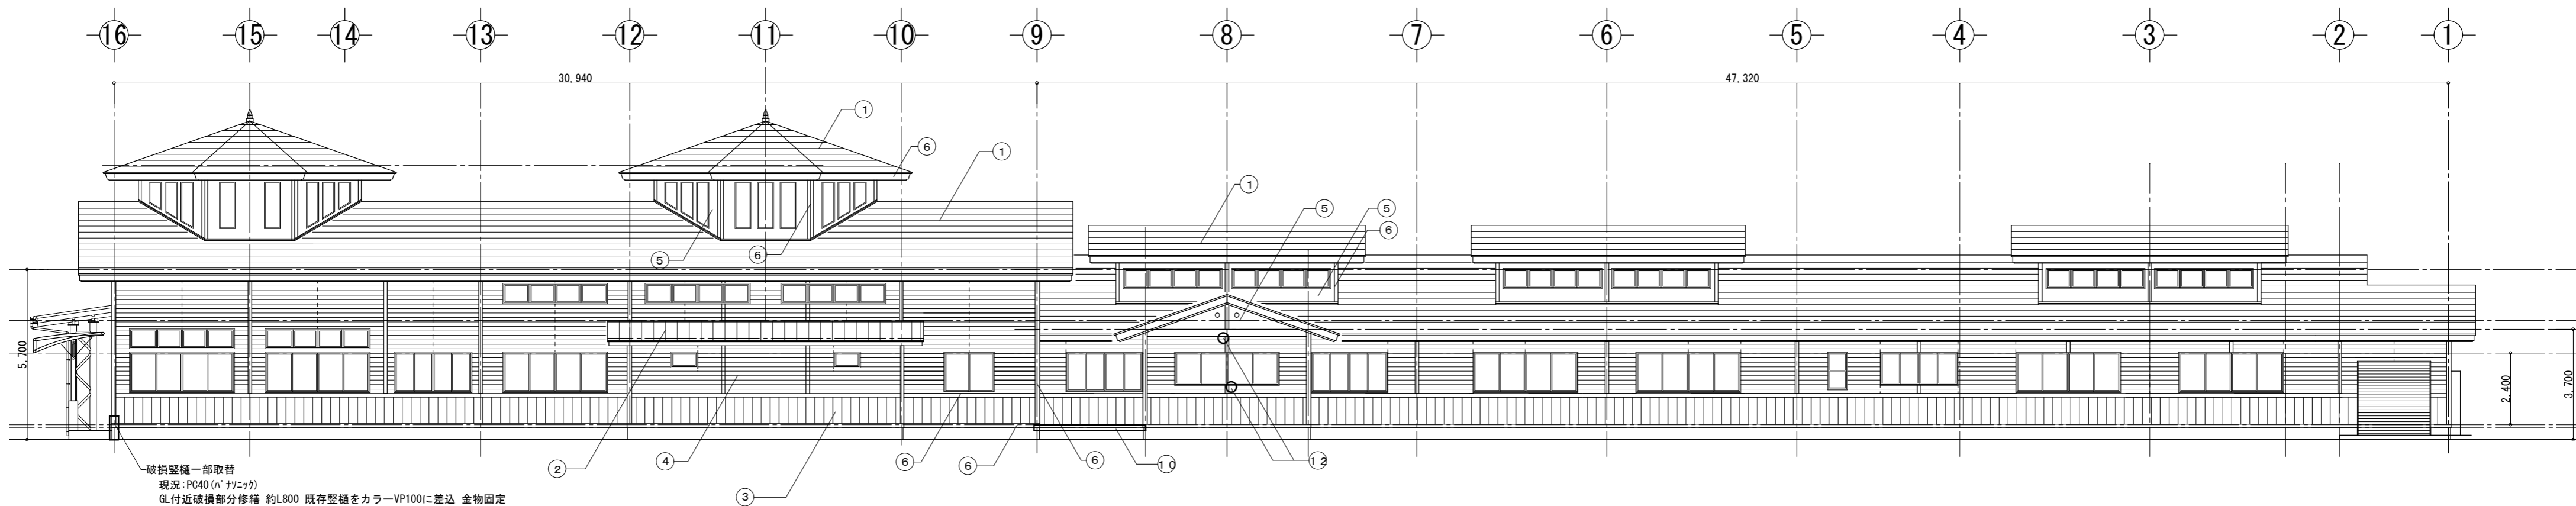 16 15 14 13 12 11 10 9 8 7 6 5 4 3 2 1
30,940 47,320
①
⑥
①
①
⑤ ⑤
⑥
⑤ ⑥
5,700 2,400 3,700
② ④ ⑥ ⑥ ⑥ 10 12
③
破損竪樋一部取替
現況:PC40(パナソニック)
GL付近破損部分修繕 約L800 既存竪樋をカラーVP100に差込 金物固定